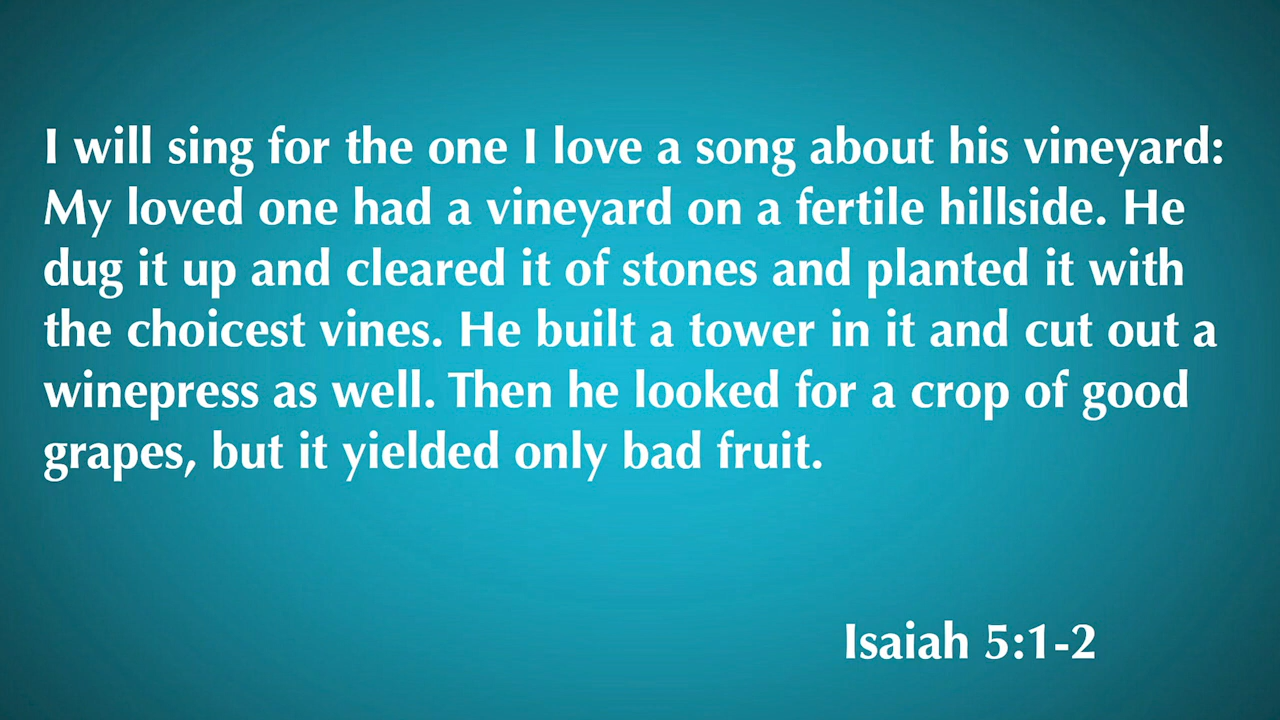 I will sing for the one I love a song about his vineyard:
My loved one had a vineyard on a fertile hillside. He
dug it up and cleared it of stones and planted it with
the choicest vines. He built a tower in it and cut out a
winepress as well. Then he looked for a crop of good
grapes, but it yielded only bad fruit.
Isaiah 5:1-2